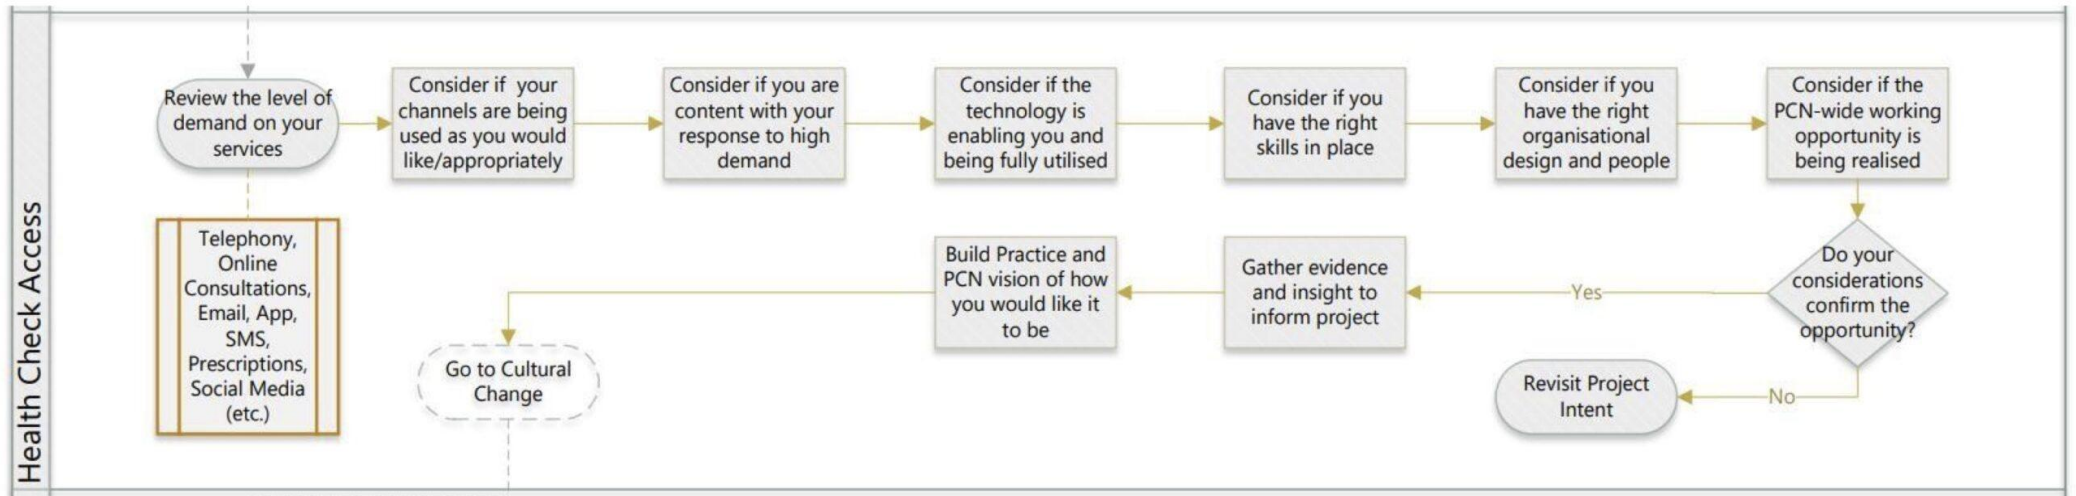 Health Check Access
Review the level of
demand on your
services
Consider if your
channels are being
used as you would
like/appropriately
Consider if you are
content with your
response to high
demand
Consider if the
technology is
enabling you and
being fully utilised
Consider if you
have the right
skills in place
Consider if you
have the right
organisational
design and people
Consider if the
PCN-wide working
opportunity is
being realised
Telephony,
Online
Consultations,
Email, App,
SMS,
Prescriptions,
Social Media
(etc.)
Do your
considerations
confirm the
opportunity?
Yes
Gather evidence
and insight to
inform project
Build Practice and
PCN vision of how
you would like it
to be
Go to Cultural
Change
No
Revisit Project
Intent